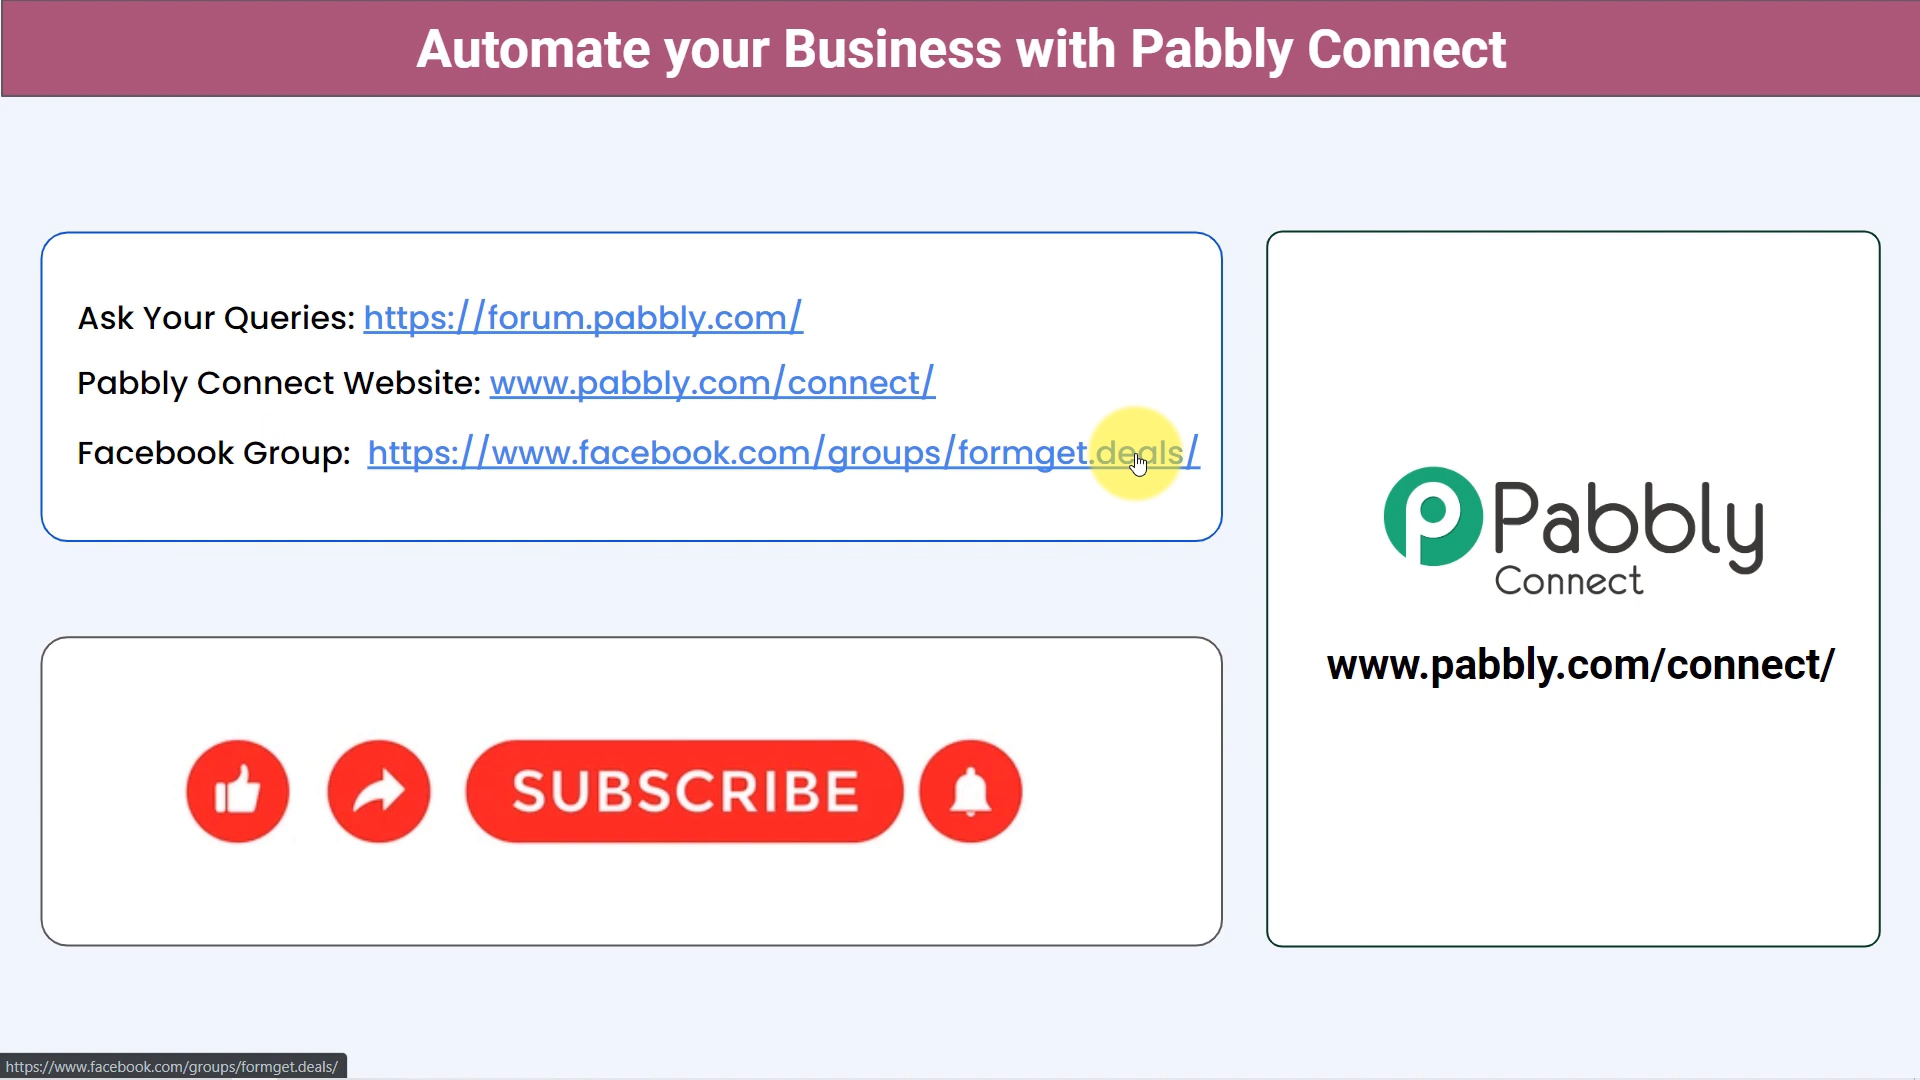 Automate your Business with Pabbly Connect
Ask Your Queries: https://forum.pabbly.com/
Pabbly Connect Website: www.pabbly.com/connect/
Facebook Group: https://www.facebook.com/groups/formget.deals/
SUBSCRIBE
Pabbly
Connect
www.pabbly.com/connect/
https://www.facebook.com/groups/formget.deals/